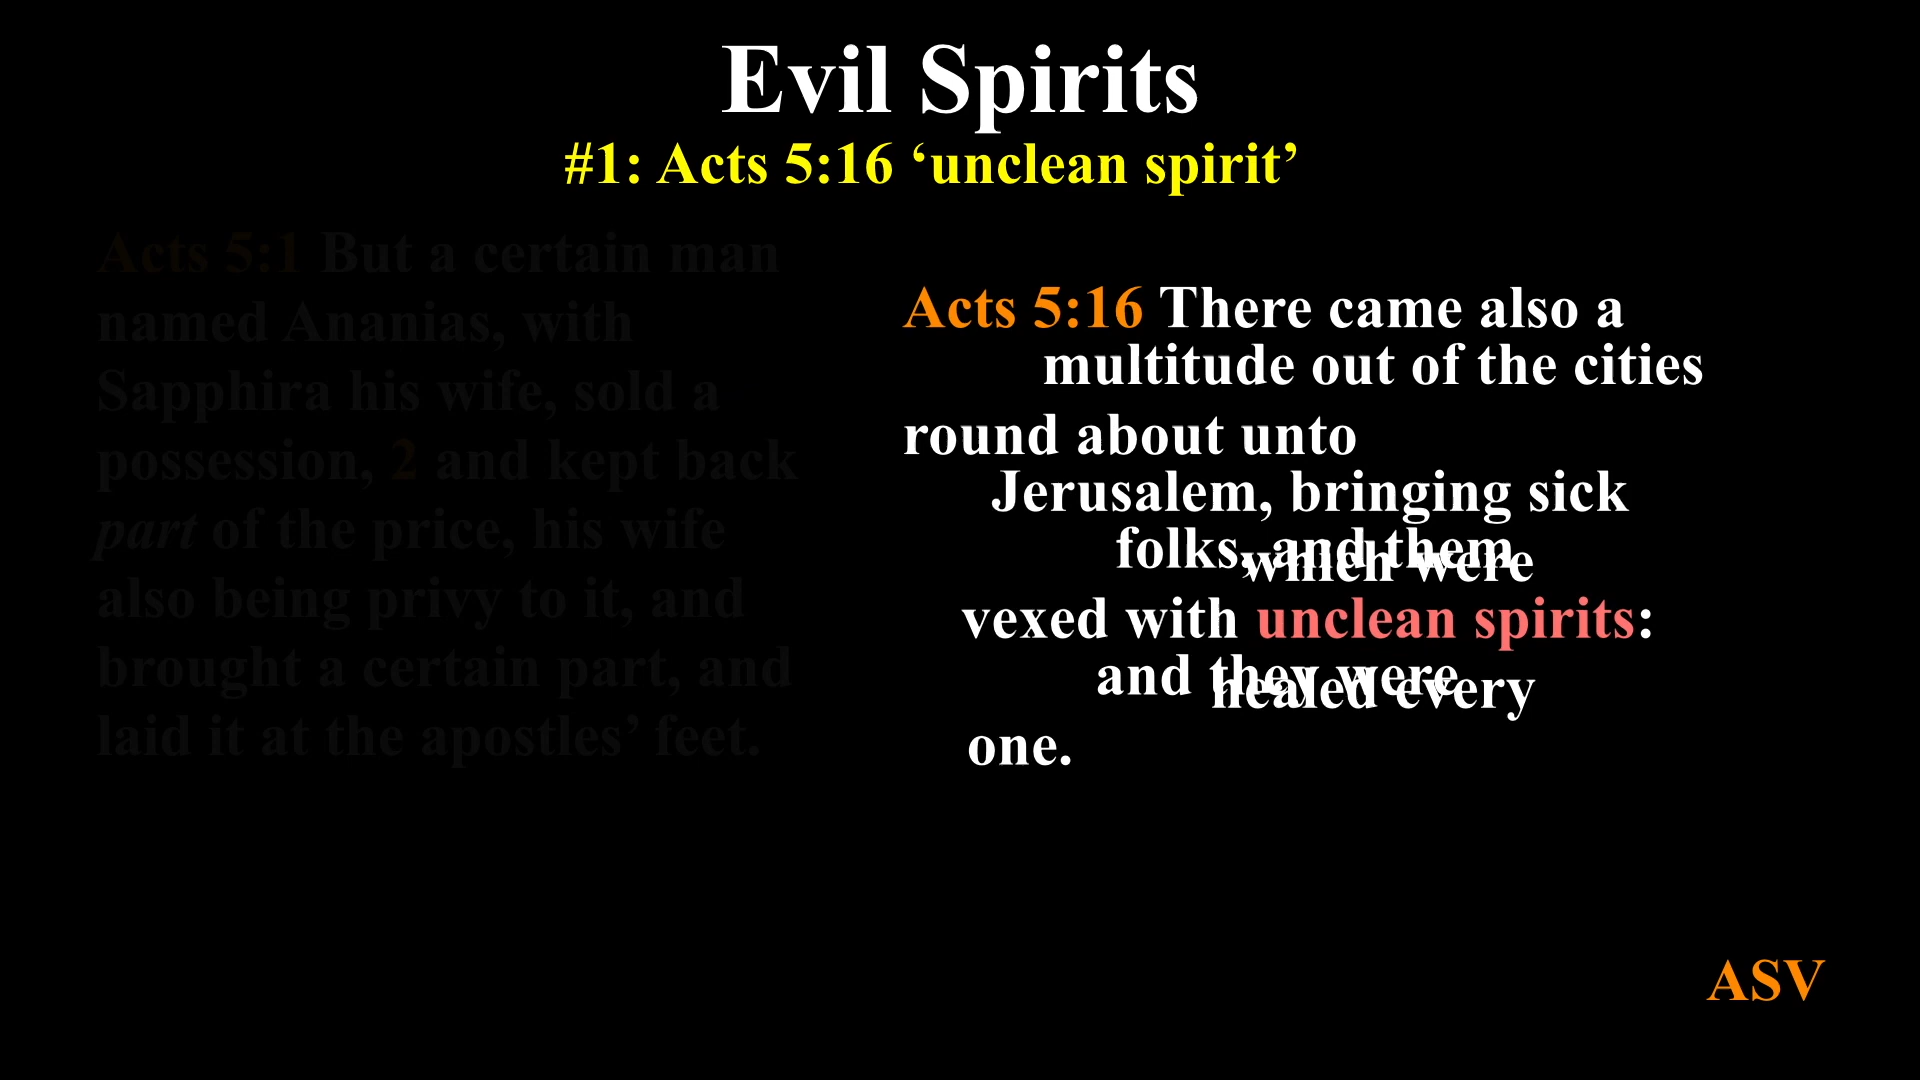 Evil Spirits
#1: Acts 5:16 ‘unclean spirit’
Acts 5:1 But a certain man
named Ananias, with
Sapphira his wife, sold a
possession, 2 and kept back
part of the price, his wife
also being privy to it, and
brought a certain part, and
laid it at the apostles’ feet.
Acts 5:16 There came also a
multitude out of the cities
round about unto
Jerusalem, bringing sick
folks, and them
which were
vexed with unclean spirits:
and they were
healed every
one.
ASV